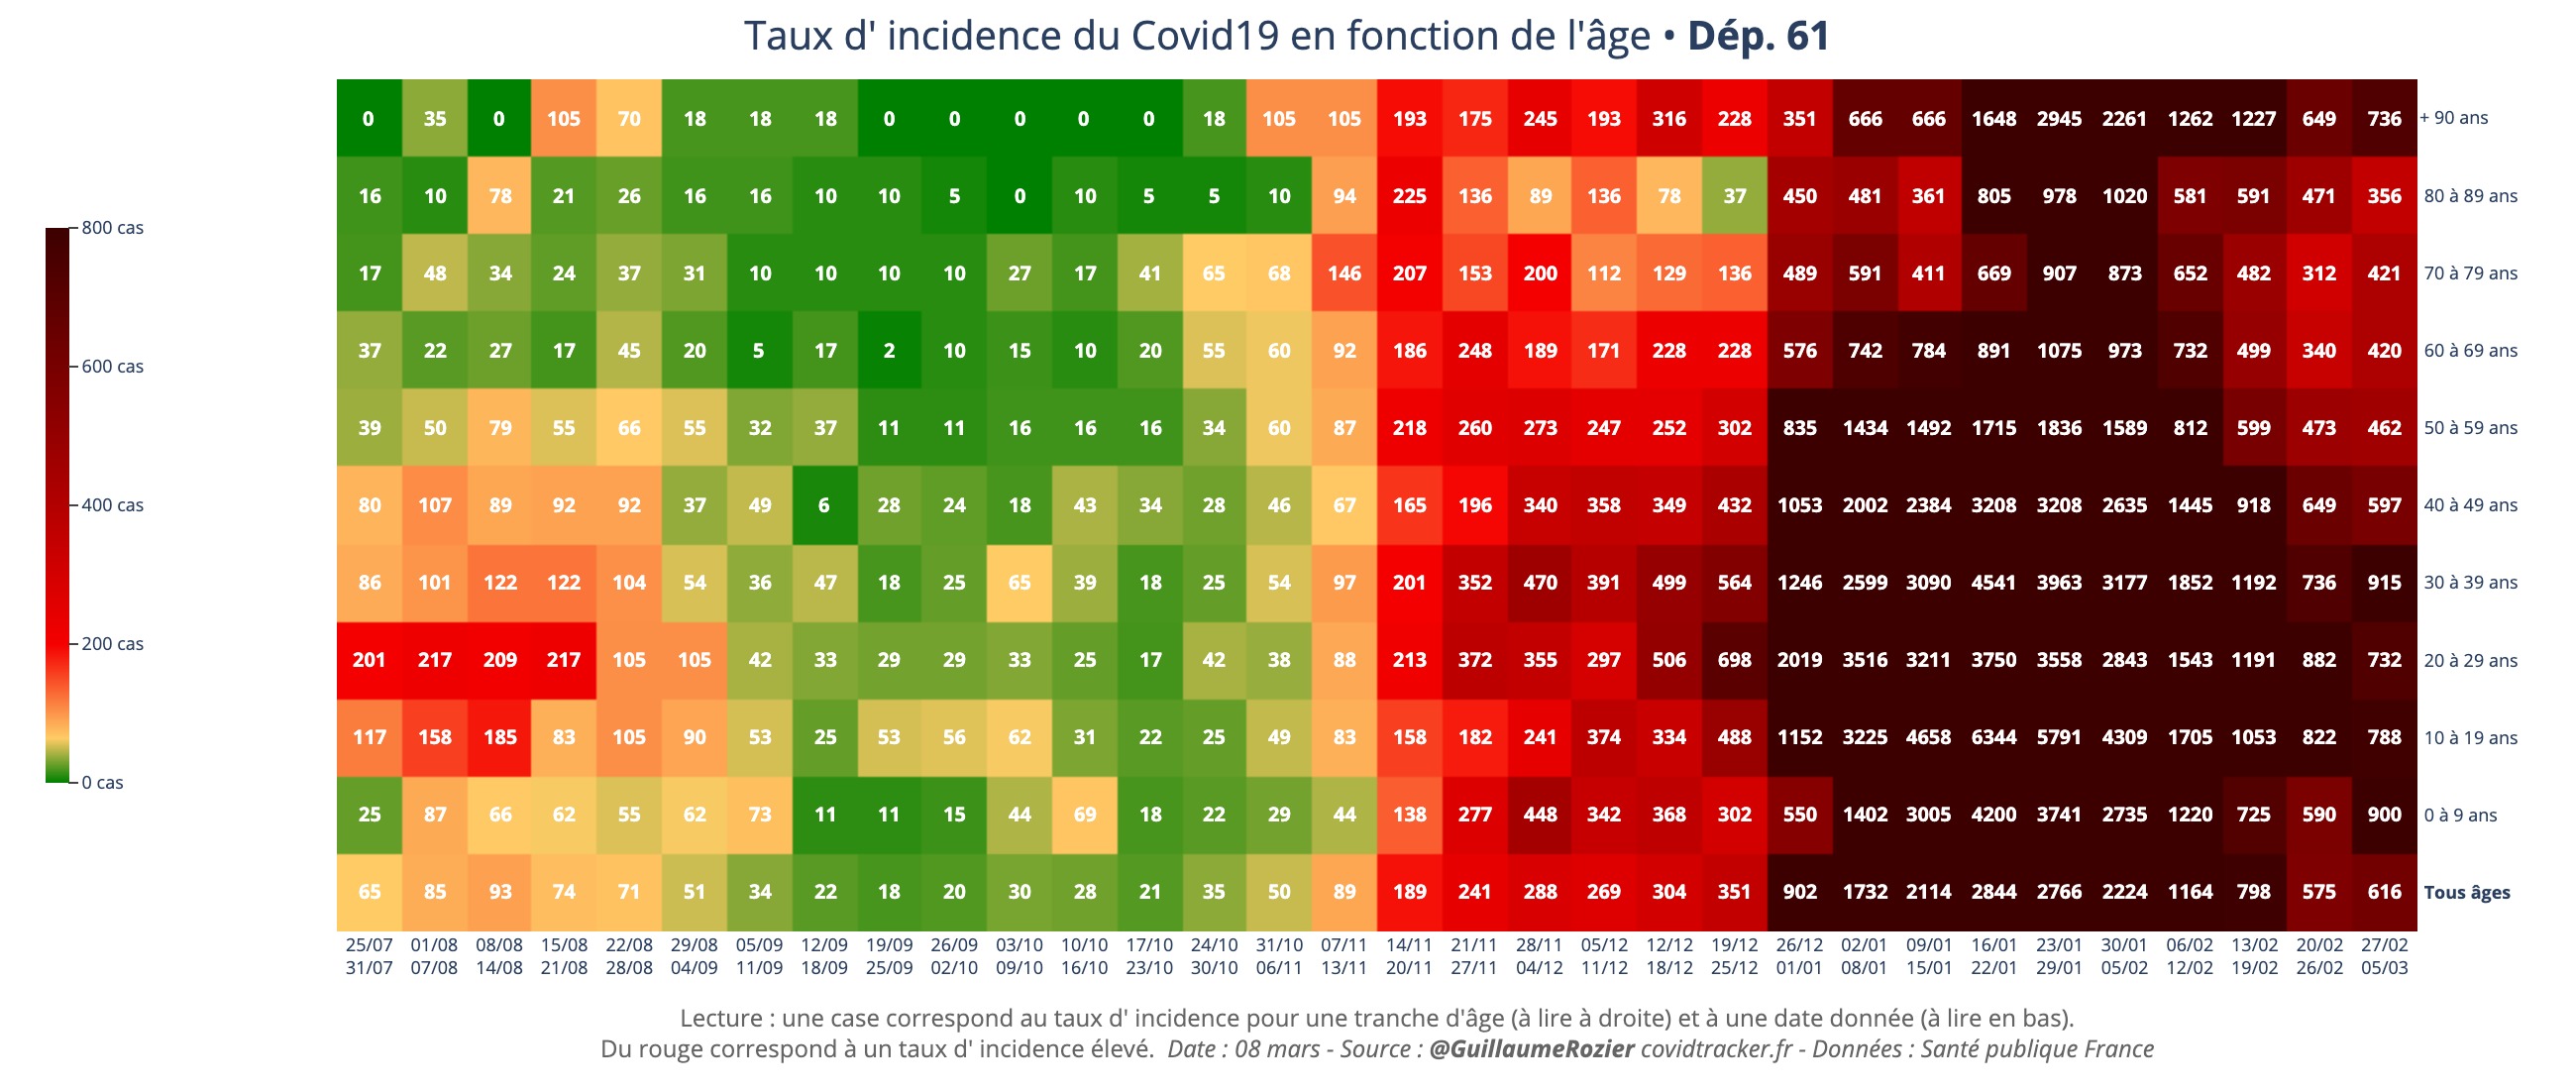 Taux d' incidence du Covid19 en fonction de l'âge • Dép. 61
0 35 0 105 70 18 18 18 0 0 0 0 0 18 105 105 193 175 245 193 316 228 351 666 666 1648 2945 2261 1262 1227 649 736 + 90 ans
16 10 78 21 26 16 16 10 10 5 0 10 5 5 10 94 225 136 89 136 78 37 450 481 361 805 978 1020 581 591 471 356 80 à 89 ans
800 cas
17 48 34 24 37 31 10 10 10 10 27 17 41 65 68 146 207 153 200 112 129 136 489 591 411 669 907 873 652 482 312 421 70 à 79 ans
37 22 27 17 45 20 5 17 2 10 15 10 20 55 60 92 186 248 189 171 228 228 576 742 784 891 1075 973 732 499 340 420 60 à 69 ans
600 cas
39 50 79 55 66 55 32 37 11 11 16 16 16 34 60 87 218 260 273 247 252 302 835 1434 1492 1715 1836 1589 812 599 473 462 50 à 59 ans
400 cas
80 107 89 92 92 37 49 6 28 24 18 43 34 28 46 67 165 196 340 358 349 432 1053 2002 2384 3208 3208 2635 1445 918 649 597 40 à 49 ans
86 101 122 122 104 54 36 47 18 25 65 39 18 25 54 97 201 352 470 391 499 564 1246 2599 3090 4541 3963 3177 1852 1192 736 915 30 à 39 ans
200 cas
201 217 209 217 105 105 42 33 29 29 33 25 17 42 38 88 213 372 355 297 506 698 2019 3516 3211 3750 3558 2843 1543 1191 882 732 20 à 29 ans
117 158 185 83 105 90 53 25 53 56 62 31 22 25 49 83 158 182 241 374 334 488 1152 3225 4658 6344 5791 4309 1705 1053 822 788 10 à 19 ans
0 cas
25 87 66 62 55 62 73 11 11 15 44 69 18 22 29 44 138 277 448 342 368 302 550 1402 3005 4200 3741 2735 1220 725 590 900 0 à 9 ans
65 85 93 74 71 51 34 22 18 20 30 28 21 35 50 89 189 241 288 269 304 351 902 1732 2114 2844 2766 2224 1164 798 575 616 Tous âges
25/07 01/08 08/08 15/08 22/08 29/08 05/09 12/09 19/09 26/09 03/10 10/10 17/10 24/10 31/10 07/11 14/11 21/11 28/11 05/12 12/12 19/12 26/12 02/01 09/01 16/01 23/01 30/01 06/02 13/02 20/02 27/02
31/07 07/08 14/08 21/08 28/08 04/09 11/09 18/09 25/09 02/10 09/10 16/10 23/10 30/10 06/11 13/11 20/11 27/11 04/12 11/12 18/12 25/12 01/01 08/01 15/01 22/01 29/01 05/02 12/02 19/02 26/02 05/03
Lecture : une case correspond au taux d' incidence pour une tranche d'âge (à lire à droite) et à une date donnée (à lire en bas).
Du rouge correspond à un taux d' incidence élevé. Date : 08 mars - Source : @GuillaumeRozier covidtracker.fr - Données : Santé publique France